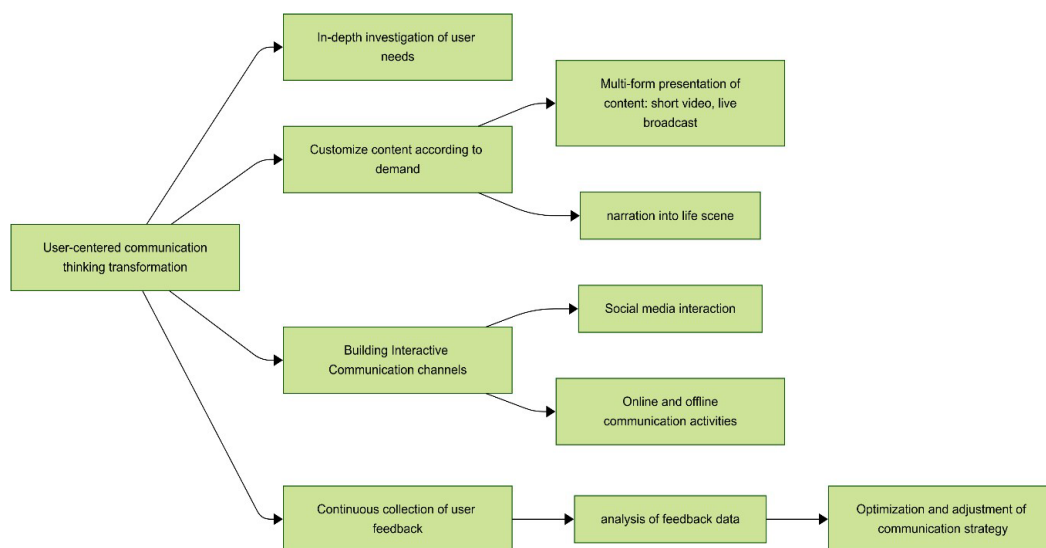 In-depth investigation of user
needs
Multi-form presentation of
content: short video, live
broadcast
Customize content according to
demand
narration into life scene
User-centered communication
thinking transformation
Social media interaction
Building Interactive
Communication channels
Online and offline
communication activities
Continuous collection of user
feedback
analysis of feedback data
Optimization and adjustment of
communication strategy